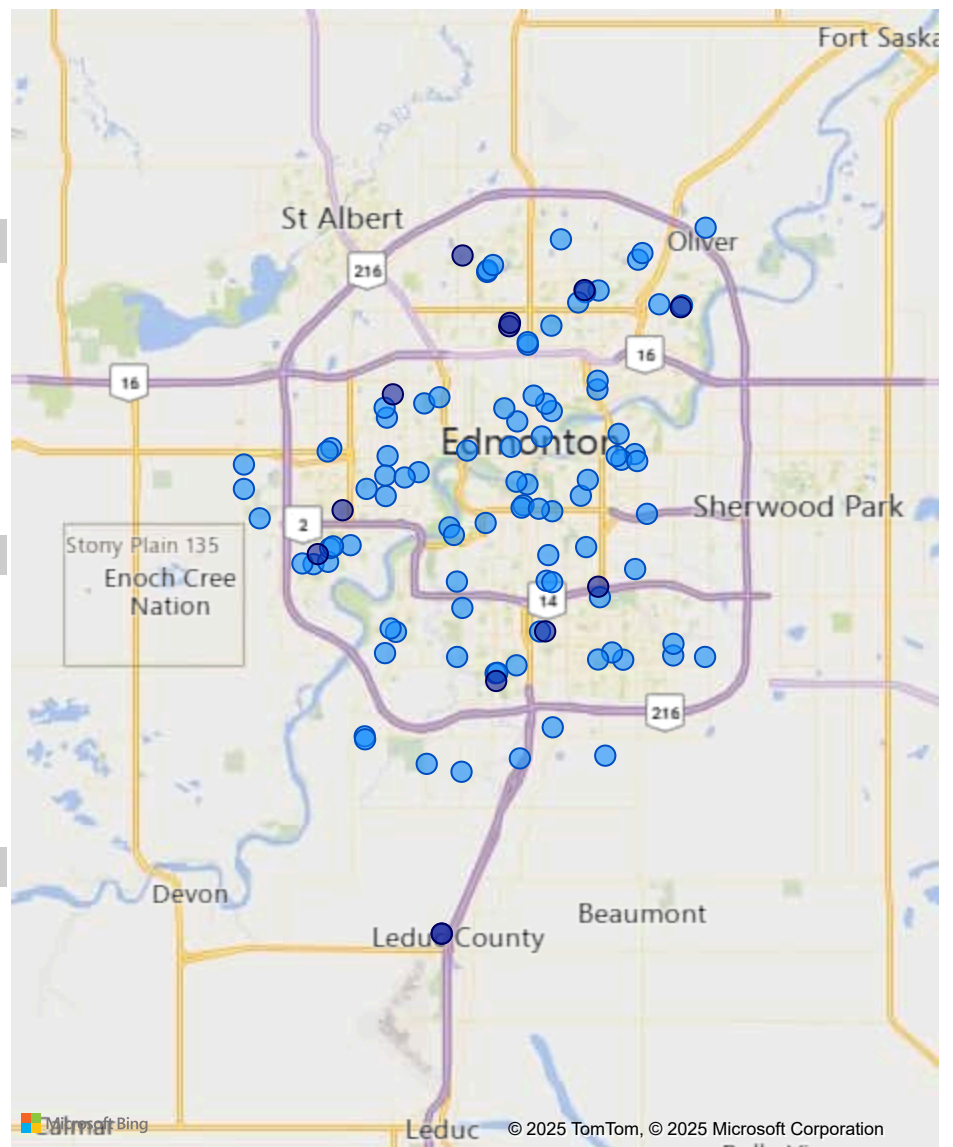 Fort Saska
St Albert
Oliver
216
16
16
Edmonton
Sherwood Park
2
Stony Plain 135
Enoch Cree
Nation
14
216
Devon
Beaumont
Leduc County
Calmar
Microsoft Bing
Leduc
© 2025 TomTom, © 2025 Microsoft Corporation